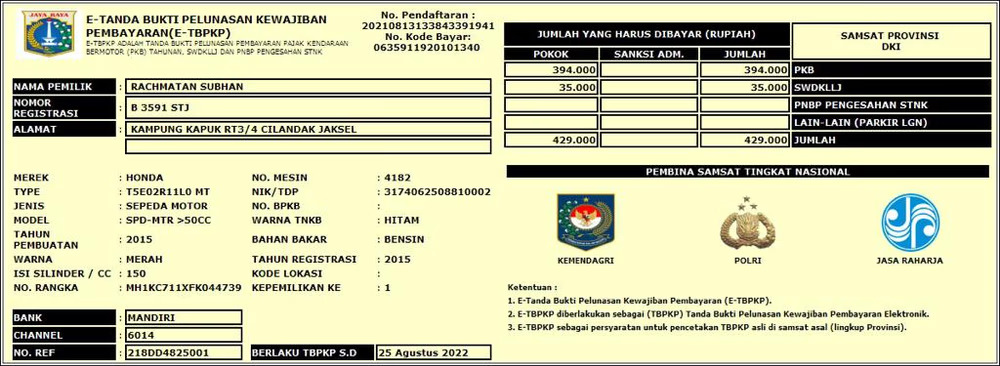 JAYA RAYA
E-TANDA BUKTI PELUNASAN KEWAJIBAN
PEMBAYARAN(E-TBPKP)
E-TBPKP ADALAH TANDA BUKTI PELUNASAN PEMBAYARAN PAJAK KENDARAAN
BERMOTOR (PKB) TAHUNAN, SWDKLLJ DAN PNBP PENGESAHAN STNK
No. Pendaftaran :
20210813133843391941
No. Kode Bayar:
0635911920101340
NAMA PEMILIK : RACHMATAN SUBHAN
NOMOR
REGISTRASI : B 3591 STJ
ALAMAT : KAMPUNG KAPUK RT3/4 CILANDAK JAKSEL
MEREK : HONDA NO. MESIN : 4182
TYPE : T5E02R11L0 MT NIK/TDP : 3174062508810002
JENIS : SEPEDA MOTOR NO. BPKB :
MODEL : SPD-MTR >50CC WARNA TNKB : HITAM
TAHUN
PEMBUATAN : 2015 BAHAN BAKAR : BENSIN
WARNA : MERAH TAHUN REGISTRASI : 2015
ISI SILINDER / CC : 150 KODE LOKASI :
NO. RANGKA : MH1KC711XFK044739 KEPEMILIKAN KE : 1
BANK : MANDIRI
CHANNEL : 6014
NO. REF : 218DD4825001 BERLAKU TBPKP S.D 25 Agustus 2022
JUMLAH YANG HARUS DIBAYAR (RUPIAH)
SAMSAT PROVINSI
DKI
POKOK SANKSI ADM. JUMLAH
394.000 394.000 PKB
35.000 35.000 SWDKLLJ
PNBP PENGESAHAN STNK
LAIN-LAIN (PARKIR LGN)
429.000 429.000 JUMLAH
PEMBINA SAMSAT TINGKAT NASIONAL
KEMENDAGRI POLRI JASA RAHARJA
Ketentuan :
1. E-Tanda Bukti Pelunasan Kewajiban Pembayaran (E-TBPKP).
2. E-TBPKP diberlakukan sebagai (TBPKP) Tanda Bukti Pelunasan Kewajiban Pembayaran Elektronik.
3. E-TBPKP sebagai persyaratan untuk pencetakan TBPKP asli di samsat asal (lingkup Provinsi).